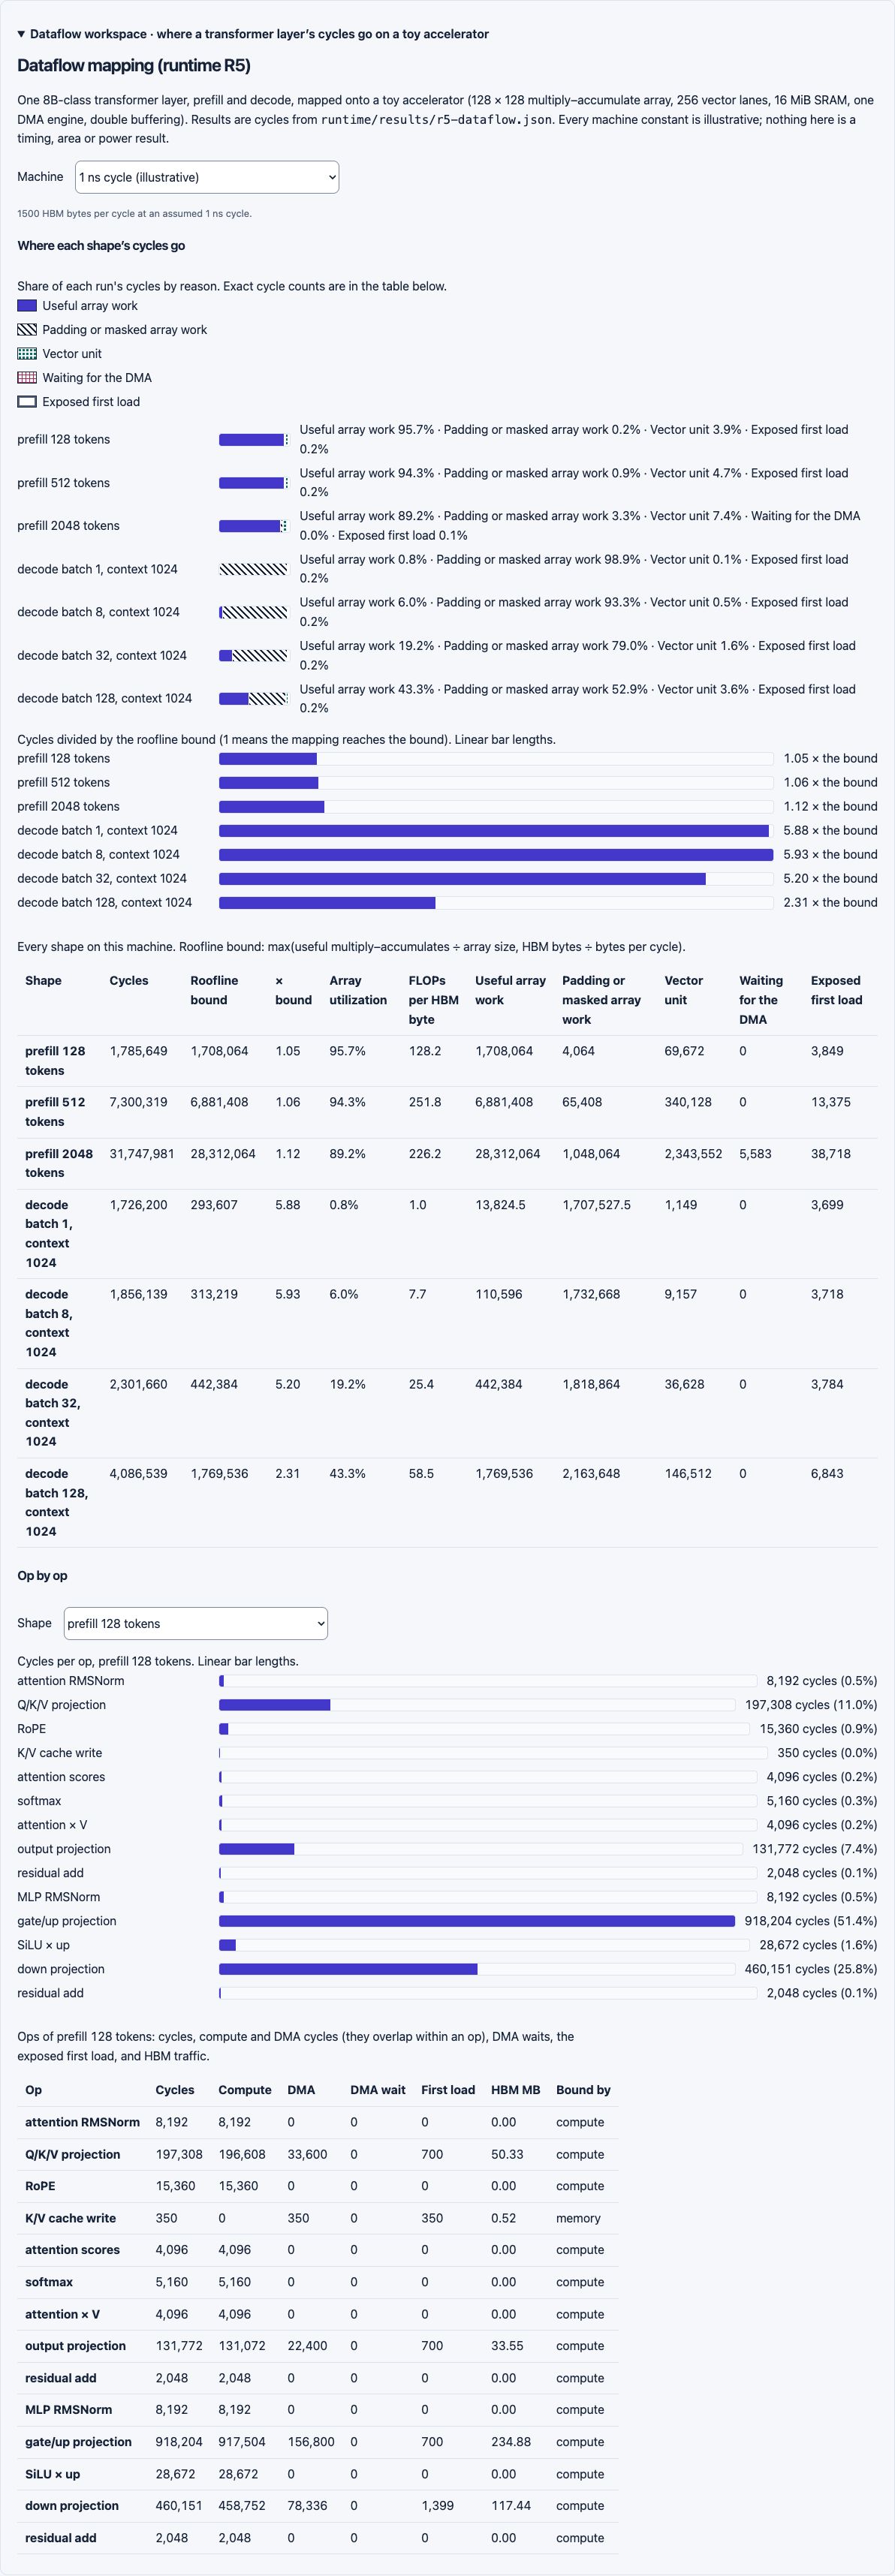 ▼ Dataflow workspace · where a transformer layer’s cycles go on a toy accelerator
Dataflow mapping (runtime R5)
One 8B-class transformer layer, prefill and decode, mapped onto a toy accelerator (128 × 128 multiply–accumulate array, 256 vector lanes, 16 MiB SRAM, one
DMA engine, double buffering). Results are cycles from runtime/results/r5-dataflow.json. Every machine constant is illustrative; nothing here is a
timing, area or power result.
Machine 1 ns cycle (illustrative)
1500 HBM bytes per cycle at an assumed 1 ns cycle.
Where each shape’s cycles go
Share of each run's cycles by reason. Exact cycle counts are in the table below.
Useful array work
Padding or masked array work
Vector unit
Waiting for the DMA
Exposed first load
prefill 128 tokens Useful array work 95.7% · Padding or masked array work 0.2% · Vector unit 3.9% · Exposed first load
0.2%
prefill 512 tokens Useful array work 94.3% · Padding or masked array work 0.9% · Vector unit 4.7% · Exposed first load
0.2%
prefill 2048 tokens Useful array work 89.2% · Padding or masked array work 3.3% · Vector unit 7.4% · Waiting for the DMA
0.0% · Exposed first load 0.1%
decode batch 1, context 1024 Useful array work 0.8% · Padding or masked array work 98.9% · Vector unit 0.1% · Exposed first load
0.2%
decode batch 8, context 1024 Useful array work 6.0% · Padding or masked array work 93.3% · Vector unit 0.5% · Exposed first load
0.2%
decode batch 32, context 1024 Useful array work 19.2% · Padding or masked array work 79.0% · Vector unit 1.6% · Exposed first load
0.2%
decode batch 128, context 1024 Useful array work 43.3% · Padding or masked array work 52.9% · Vector unit 3.6% · Exposed first load
0.2%
Cycles divided by the roofline bound (1 means the mapping reaches the bound). Linear bar lengths.
prefill 128 tokens 1.05 × the bound
prefill 512 tokens 1.06 × the bound
prefill 2048 tokens 1.12 × the bound
decode batch 1, context 1024 5.88 × the bound
decode batch 8, context 1024 5.93 × the bound
decode batch 32, context 1024 5.20 × the bound
decode batch 128, context 1024 2.31 × the bound
Every shape on this machine. Roofline bound: max(useful multiply–accumulates ÷ array size, HBM bytes ÷ bytes per cycle).
Shape Cycles Roofline × Array FLOPs Useful array Padding or Vector Waiting Exposed
bound bound utilization per HBM work masked array unit for the first load
byte work DMA
prefill 128 1,785,649 1,708,064 1.05 95.7% 128.2 1,708,064 4,064 69,672 0 3,849
tokens
prefill 512 7,300,319 6,881,408 1.06 94.3% 251.8 6,881,408 65,408 340,128 0 13,375
tokens
prefill 2048 31,747,981 28,312,064 1.12 89.2% 226.2 28,312,064 1,048,064 2,343,552 5,583 38,718
tokens
decode 1,726,200 293,607 5.88 0.8% 1.0 13,824.5 1,707,527.5 1,149 0 3,699
batch 1,
context
1024
decode 1,856,139 313,219 5.93 6.0% 7.7 110,596 1,732,668 9,157 0 3,718
batch 8,
context
1024
decode 2,301,660 442,384 5.20 19.2% 25.4 442,384 1,818,864 36,628 0 3,784
batch 32,
context
1024
decode 4,086,539 1,769,536 2.31 43.3% 58.5 1,769,536 2,163,648 146,512 0 6,843
batch 128,
context
1024
Op by op
Shape prefill 128 tokens
Cycles per op, prefill 128 tokens. Linear bar lengths.
attention RMSNorm 8,192 cycles (0.5%)
Q/K/V projection 197,308 cycles (11.0%)
RoPE 15,360 cycles (0.9%)
K/V cache write 350 cycles (0.0%)
attention scores 4,096 cycles (0.2%)
softmax 5,160 cycles (0.3%)
attention × V 4,096 cycles (0.2%)
output projection 131,772 cycles (7.4%)
residual add 2,048 cycles (0.1%)
MLP RMSNorm 8,192 cycles (0.5%)
gate/up projection 918,204 cycles (51.4%)
SiLU × up 28,672 cycles (1.6%)
down projection 460,151 cycles (25.8%)
residual add 2,048 cycles (0.1%)
Ops of prefill 128 tokens: cycles, compute and DMA cycles (they overlap within an op), DMA waits, the
exposed first load, and HBM traffic.
Op Cycles Compute DMA DMA wait First load HBM MB Bound by
attention RMSNorm 8,192 8,192 0 0 0 0.00 compute
Q/K/V projection 197,308 196,608 33,600 0 700 50.33 compute
RoPE 15,360 15,360 0 0 0 0.00 compute
K/V cache write 350 0 350 0 350 0.52 memory
attention scores 4,096 4,096 0 0 0 0.00 compute
softmax 5,160 5,160 0 0 0 0.00 compute
attention × V 4,096 4,096 0 0 0 0.00 compute
output projection 131,772 131,072 22,400 0 700 33.55 compute
residual add 2,048 2,048 0 0 0 0.00 compute
MLP RMSNorm 8,192 8,192 0 0 0 0.00 compute
gate/up projection 918,204 917,504 156,800 0 700 234.88 compute
SiLU × up 28,672 28,672 0 0 0 0.00 compute
down projection 460,151 458,752 78,336 0 1,399 117.44 compute
residual add 2,048 2,048 0 0 0 0.00 compute